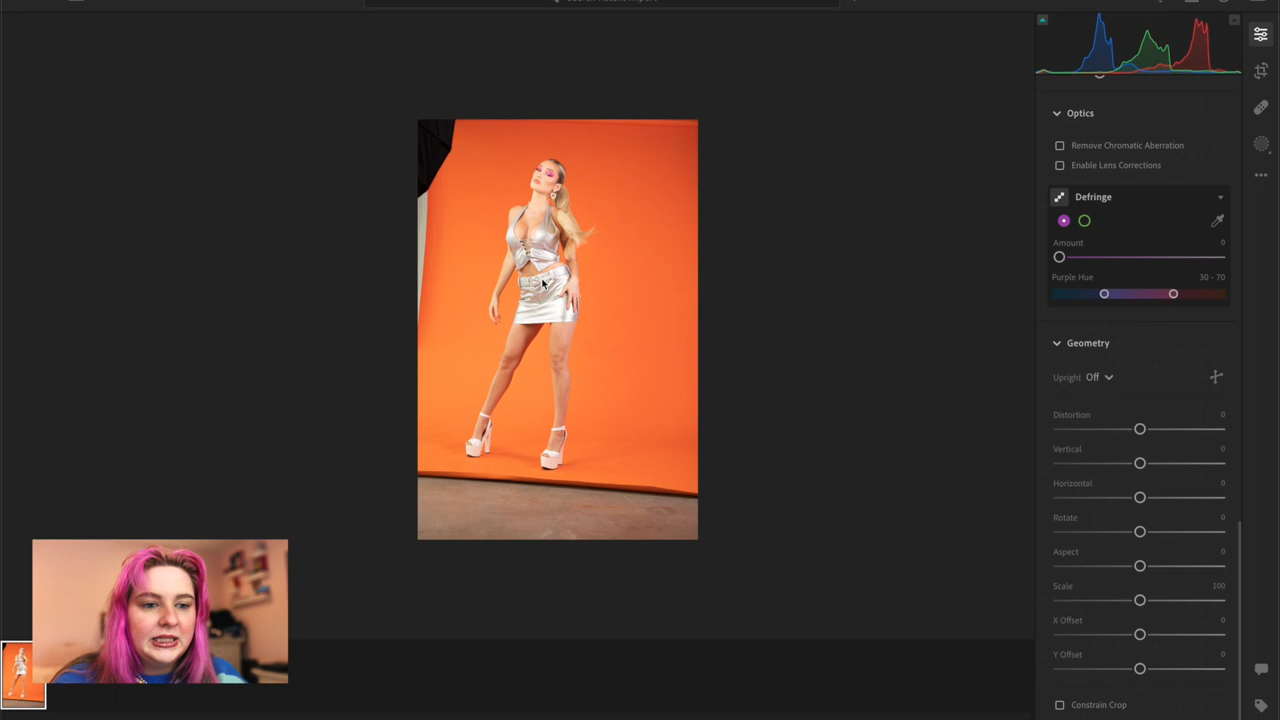 Optics
Remove Chromatic Aberration
Enable Lens Corrections
Defringe
Amount 0
Purple Hue 30 - 70
Geometry
Upright Off
Distortion 0
Vertical 0
Horizontal 0
Rotate 0
Aspect 0
Scale 100
X Offset 0
Y Offset 0
Constrain Crop